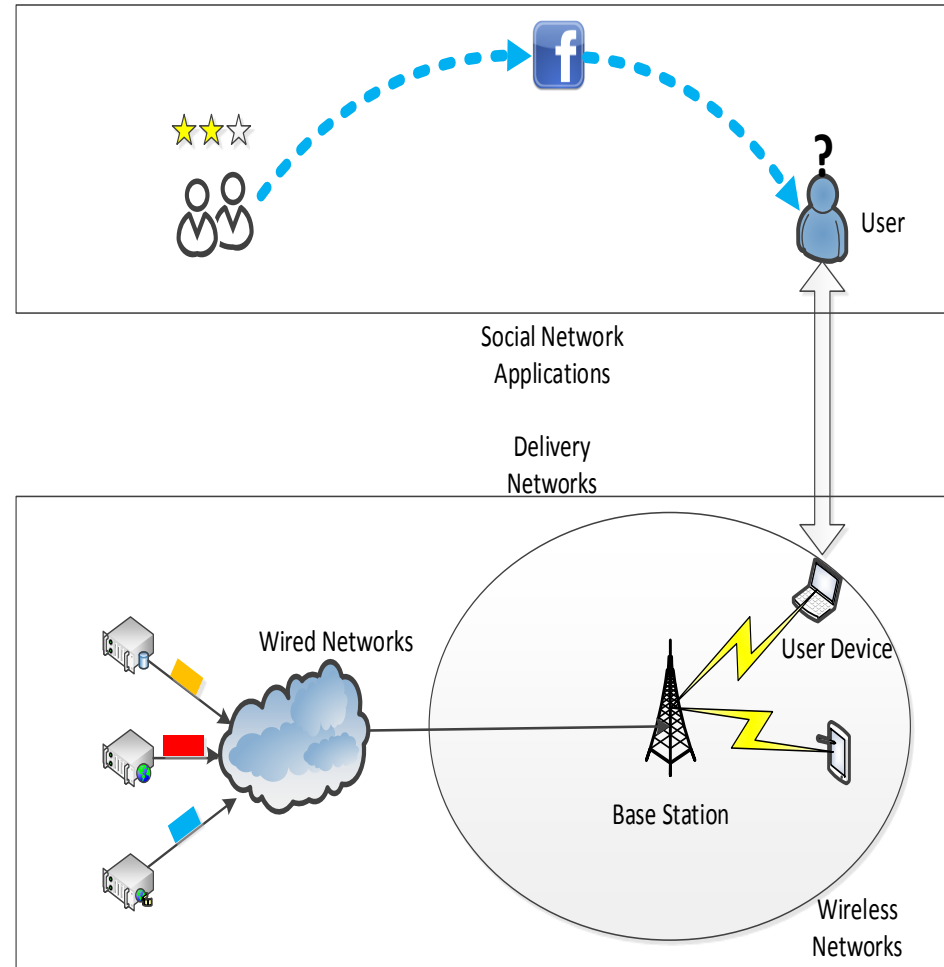 f
?
User
Social Network
Applications
Delivery
Networks
Wired Networks
User Device
Base Station
Wireless
Networks